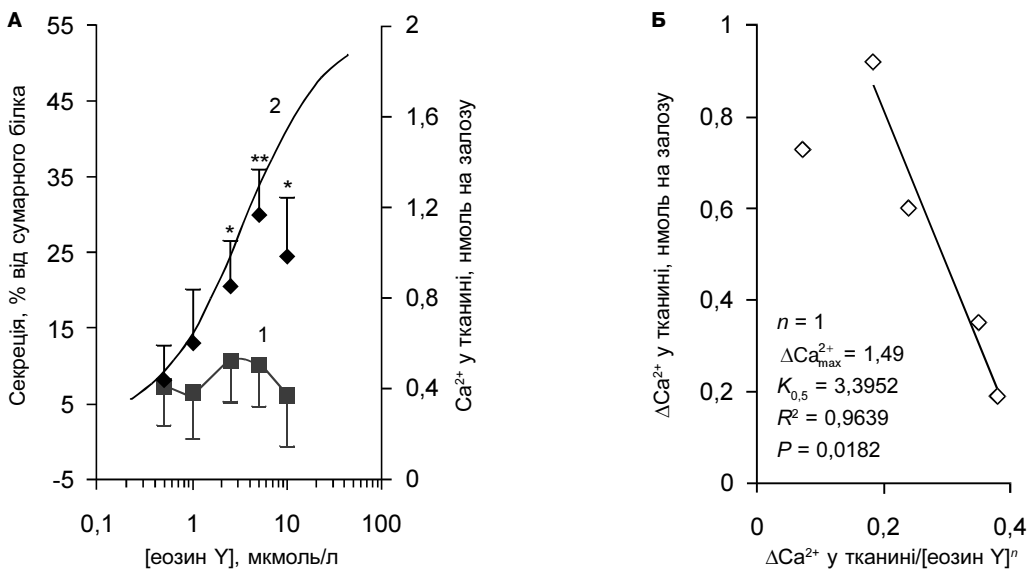 А
Секреція, % від сумарного білка
55
45
35
25
15
5
-5
2
1,6
1,2
0,8
0,4
0
Ca²⁺ у тканині, нмоль на залозу
2
**
*
*
1
0,1
1
10
100
[еозин Y], мкмоль/л
Б
ΔCa²⁺ у тканині, нмоль на залозу
1
0,8
0,6
0,4
0,2
0
n = 1
ΔCa²⁺max = 1,49
K0,5 = 3,3952
R² = 0,9639
P = 0,0182
0
0,2
0,4
ΔCa²⁺ у тканині/[еозин Y]ⁿ